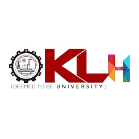 KLH
(DEEMED TO BE UNIVERSITY)